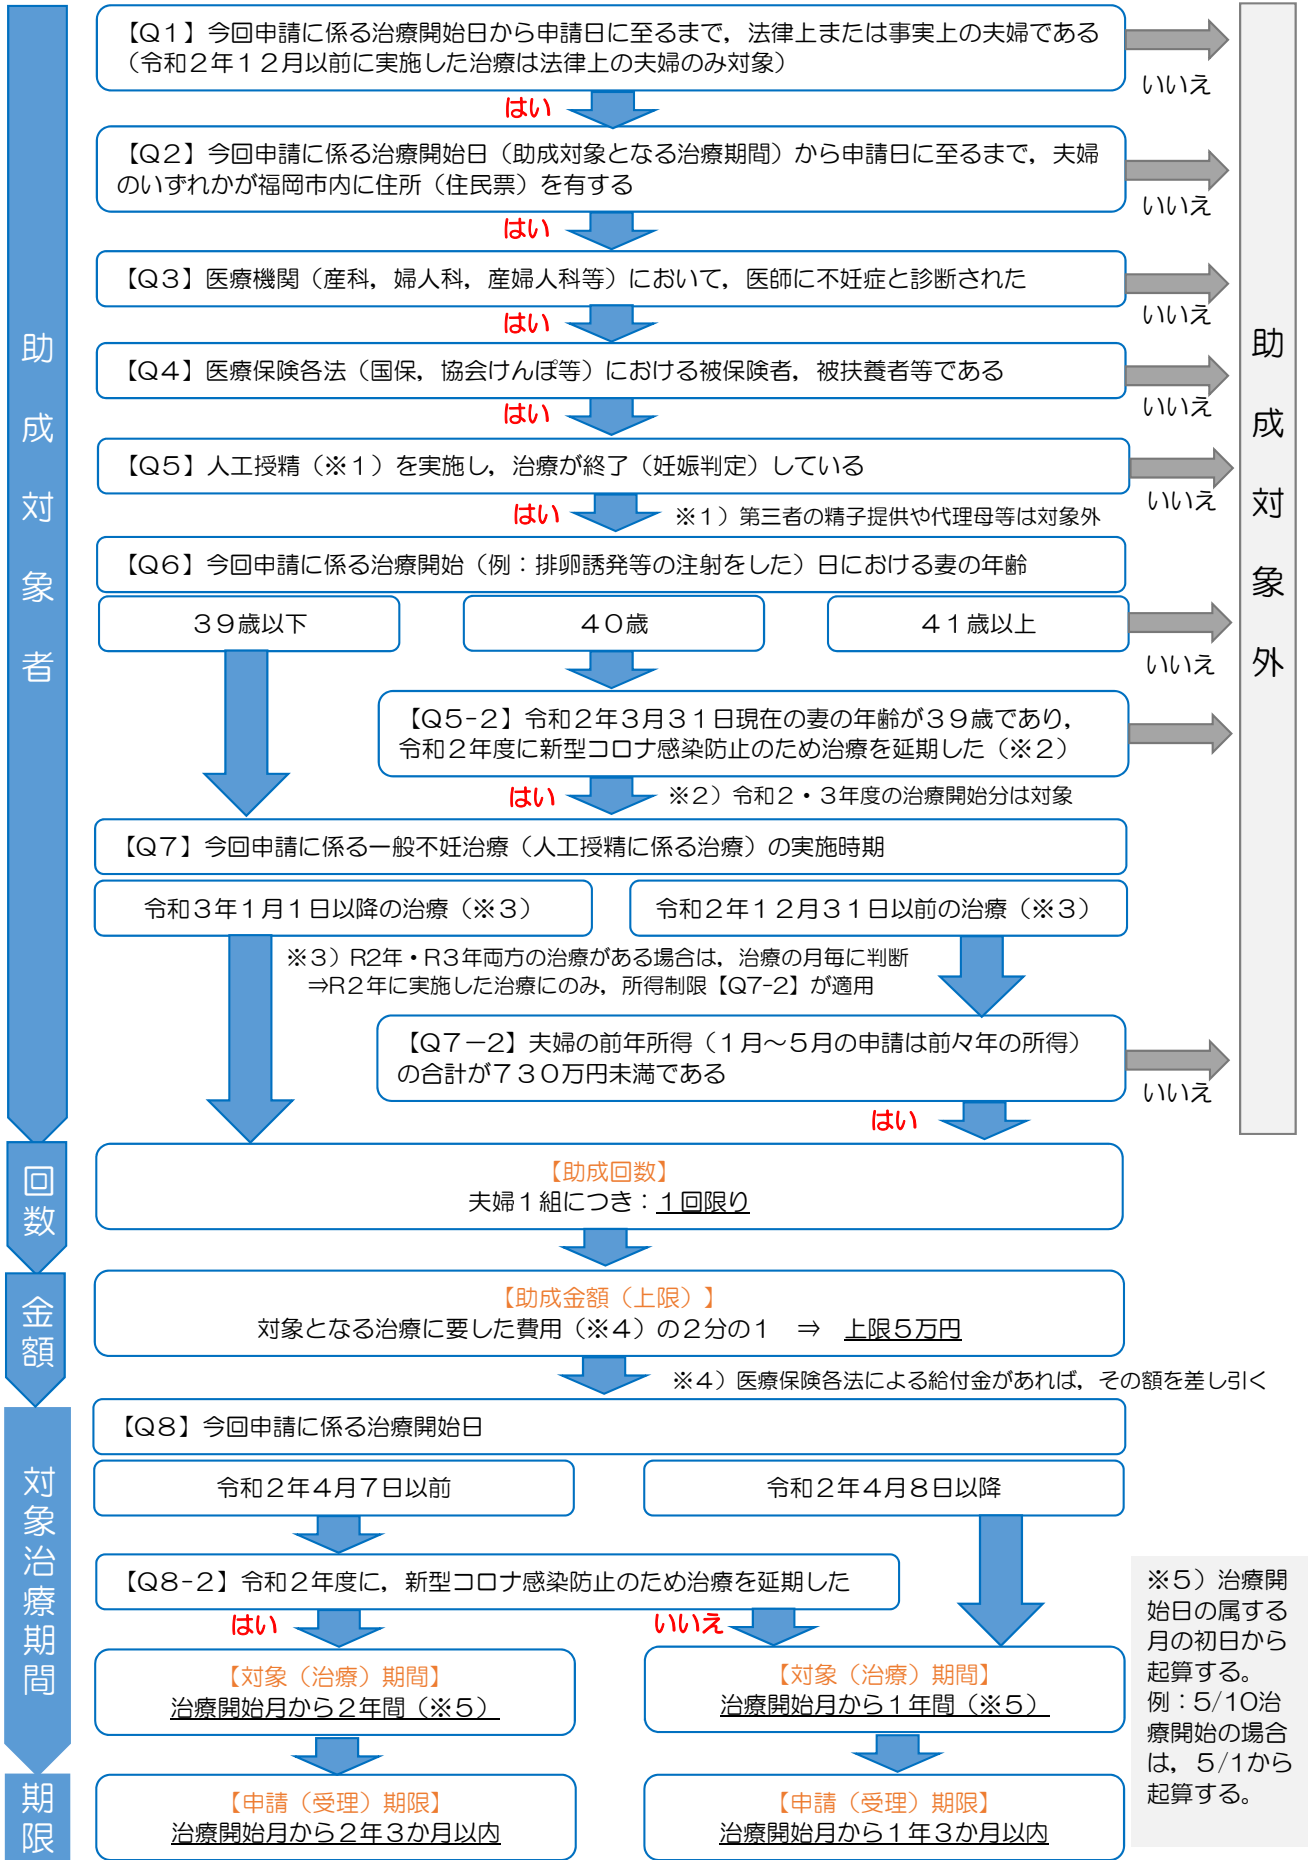 助成対象者
【Q１】今回申請に係る治療開始日から申請日に至るまで，法律上または事実上の夫婦である
（令和２年１２月以前に実施した治療は法律上の夫婦のみ対象）
いいえ
はい
【Q２】今回申請に係る治療開始日（助成対象となる治療期間）から申請日に至るまで，夫婦
のいずれかが福岡市内に住所（住民票）を有する
いいえ
はい
【Q３】医療機関（産科，婦人科，産婦人科等）において，医師に不妊症と診断された
いいえ
はい
【Q４】医療保険各法（国保，協会けんぽ等）における被保険者，被扶養者等である
いいえ
はい
【Q５】人工授精（※１）を実施し，治療が終了（妊娠判定）している
いいえ
はい
※１）第三者の精子提供や代理母等は対象外
【Q６】今回申請に係る治療開始（例：排卵誘発等の注射をした）日における妻の年齢
３９歳以下
４０歳
４１歳以上
いいえ
助成対象外
【Q５-２】令和２年３月３１日現在の妻の年齢が３９歳であり，
令和２年度に新型コロナ感染防止のため治療を延期した（※２）
はい
※２）令和２・３年度の治療開始分は対象
【Q７】今回申請に係る一般不妊治療（人工授精に係る治療）の実施時期
令和３年１月１日以降の治療（※３）
令和２年１２月３１日以前の治療（※３）
※３）R2年・R３年両方の治療がある場合は，治療の月毎に判断
⇒R２年に実施した治療にのみ，所得制限【Q7-2】が適用
【Q７－２】夫婦の前年所得（１月～５月の申請は前々年の所得）
の合計が７３０万円未満である
いいえ
はい
回数
【助成回数】
夫婦１組につき：１回限り
金額
【助成金額（上限）】
対象となる治療に要した費用（※４）の２分の１　⇒　上限５万円
※４）医療保険各法による給付金があれば，その額を差し引く
対象治療期間
【Q８】今回申請に係る治療開始日
令和２年４月７日以前
令和２年４月８日以降
【Q８-２】令和２年度に，新型コロナ感染防止のため治療を延期した
はい
いいえ
【対象（治療）期間】
治療開始月から２年間（※５）
【対象（治療）期間】
治療開始月から１年間（※５）
※５）治療開
始日の属する
月の初日から
起算する。
例：5/10治
療開始の場合
は，５/１から
起算する。
期限
【申請（受理）期限】
治療開始月から２年３か月以内
【申請（受理）期限】
治療開始月から１年３か月以内